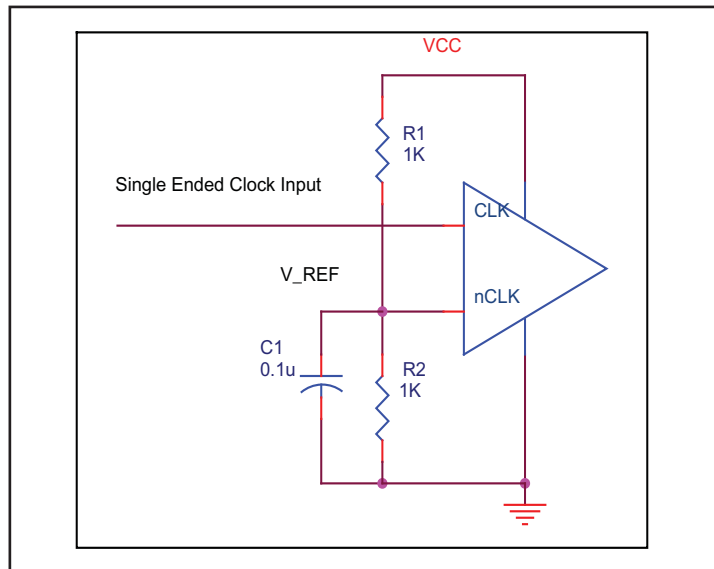 VCC
R1
1K
Single Ended Clock Input
CLK
V_REF
nCLK
C1
0.1u
R2
1K